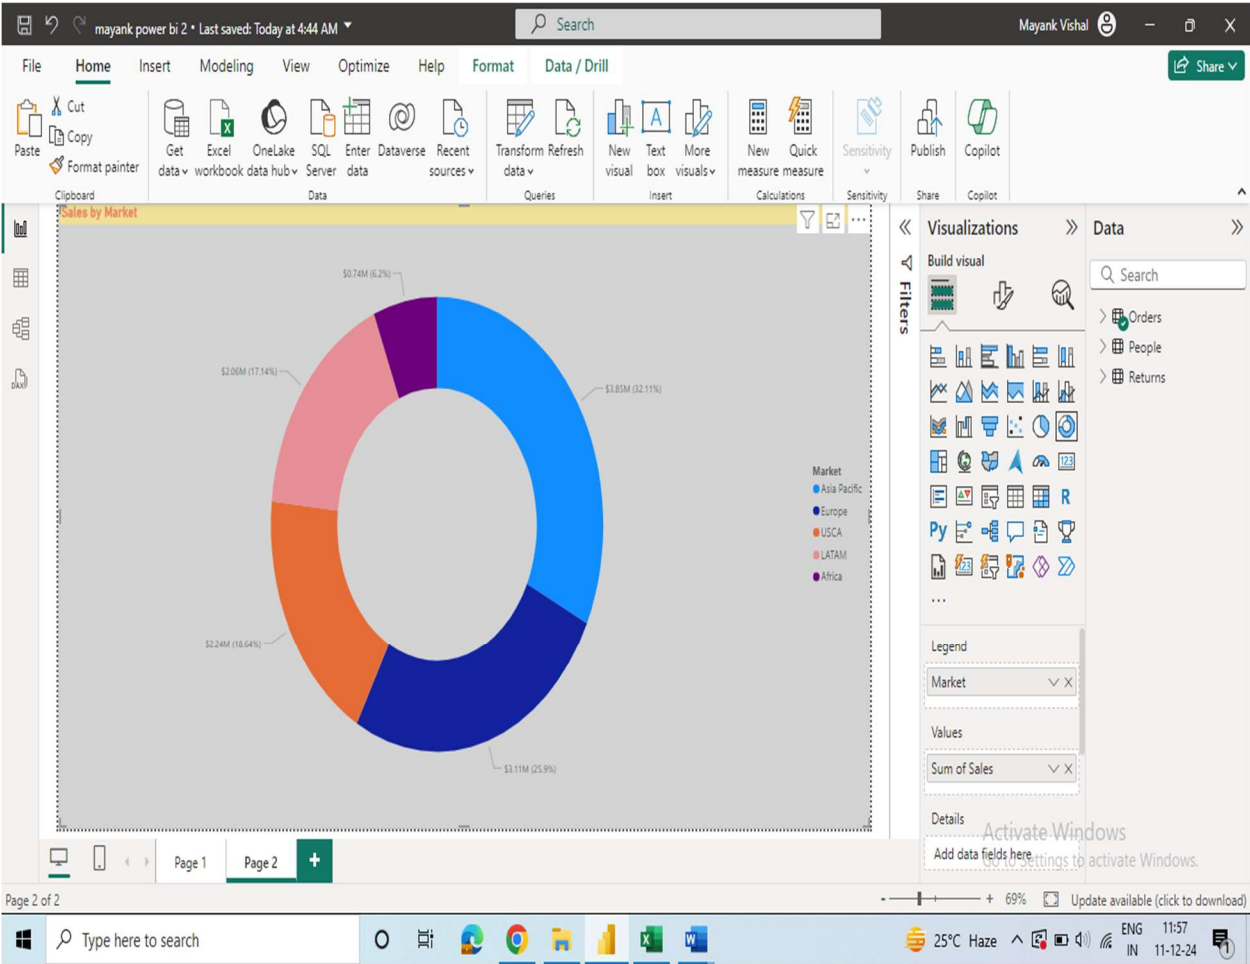 mayank power bi 2 • Last saved: Today at 4:44 AM
Search
Mayank Vishal
File Home Insert Modeling View Optimize Help Format Data / Drill
Share
Paste
Cut
Copy
Format painter
Get data
Excel workbook
OneLake data hub
SQL Server
Enter data
Dataverse
Recent sources
Transform data
Refresh
New visual
Text box
More visuals
New measure
Quick measure
Sensitivity
Publish
Copilot
Clipboard Data Queries Insert Calculations Sensitivity Share Copilot
Sales by Market
$0.74M (6.2%)
$2.06M (17.14%)
$3.85M (32.11%)
$2.24M (18.64%)
$3.11M (25.9%)
Market
Asia Pacific
Europe
USCA
LATAM
Africa
Filters
Visualizations
Build visual
123
R
Py
...
Legend
Market
Values
Sum of Sales
Details
Add data fields here
Data
Search
Orders
People
Returns
Activate Windows
Go to Settings to activate Windows.
Page 1
Page 2
+
Page 2 of 2
- + 69%
Update available (click to download)
Type here to search
25°C Haze
ENG
IN
11:57
11-12-24
1